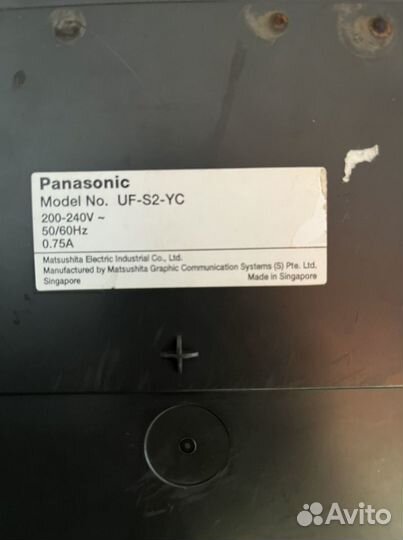 Panasonic
Model No. UF-S2-YC
200-240V ~
50/60Hz
0.75A
Matsushita Electric Industrial Co., Ltd.
Manufactured by Matsushita Graphic Communication Systems (S) Pte. Ltd.
Singapore Made in Singapore
Avito